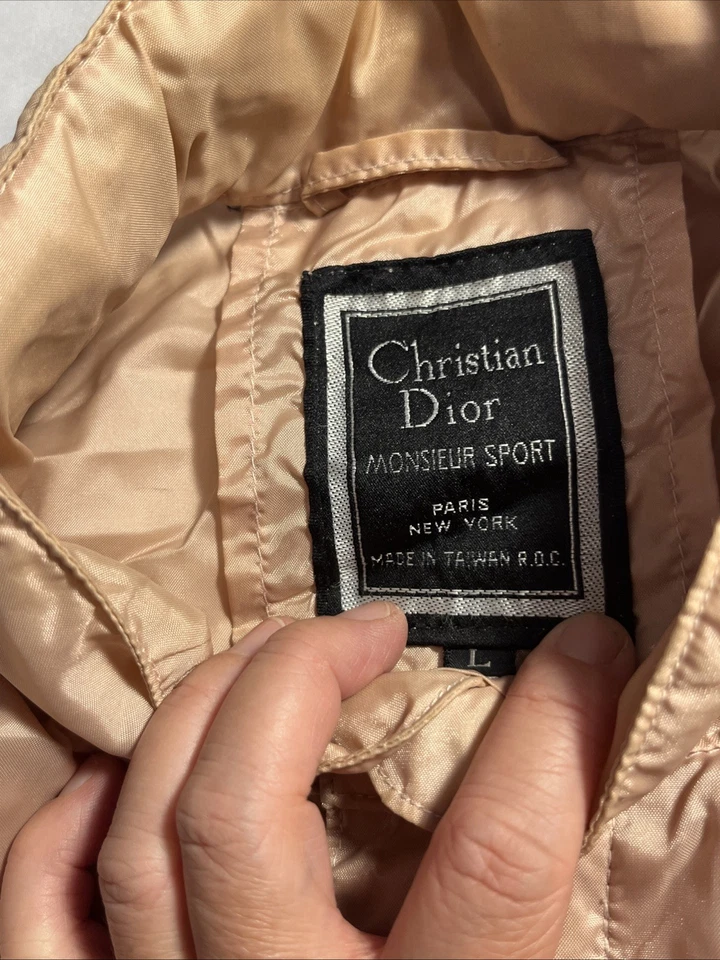 Christian
Dior
MONSIEUR SPORT
PARIS
NEW YORK
MADE IN TAIWAN R.O.C.
L